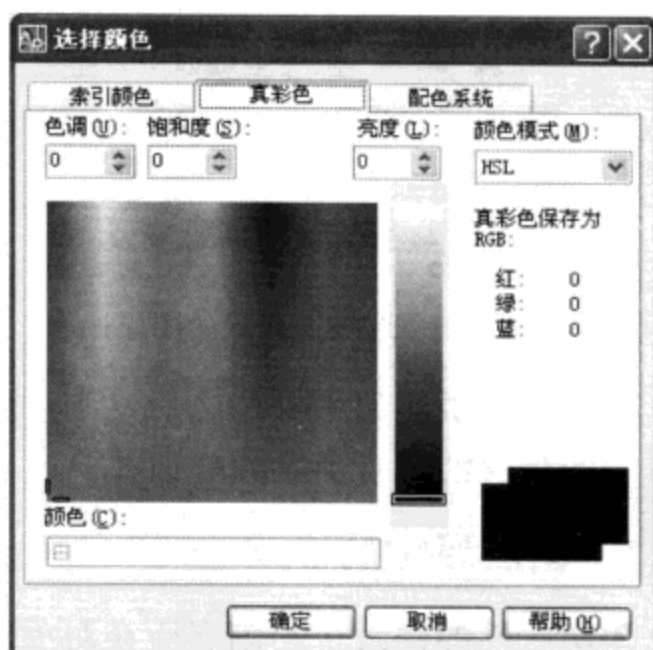 选择颜色
索引颜色 真彩色 配色系统
色调(U): 饱和度(S): 亮度(L): 颜色模式(M):
0 0 0 HSL
真彩色保存为
RGB:
红: 0
绿: 0
蓝: 0
颜色(C):
确定 取消 帮助(H)